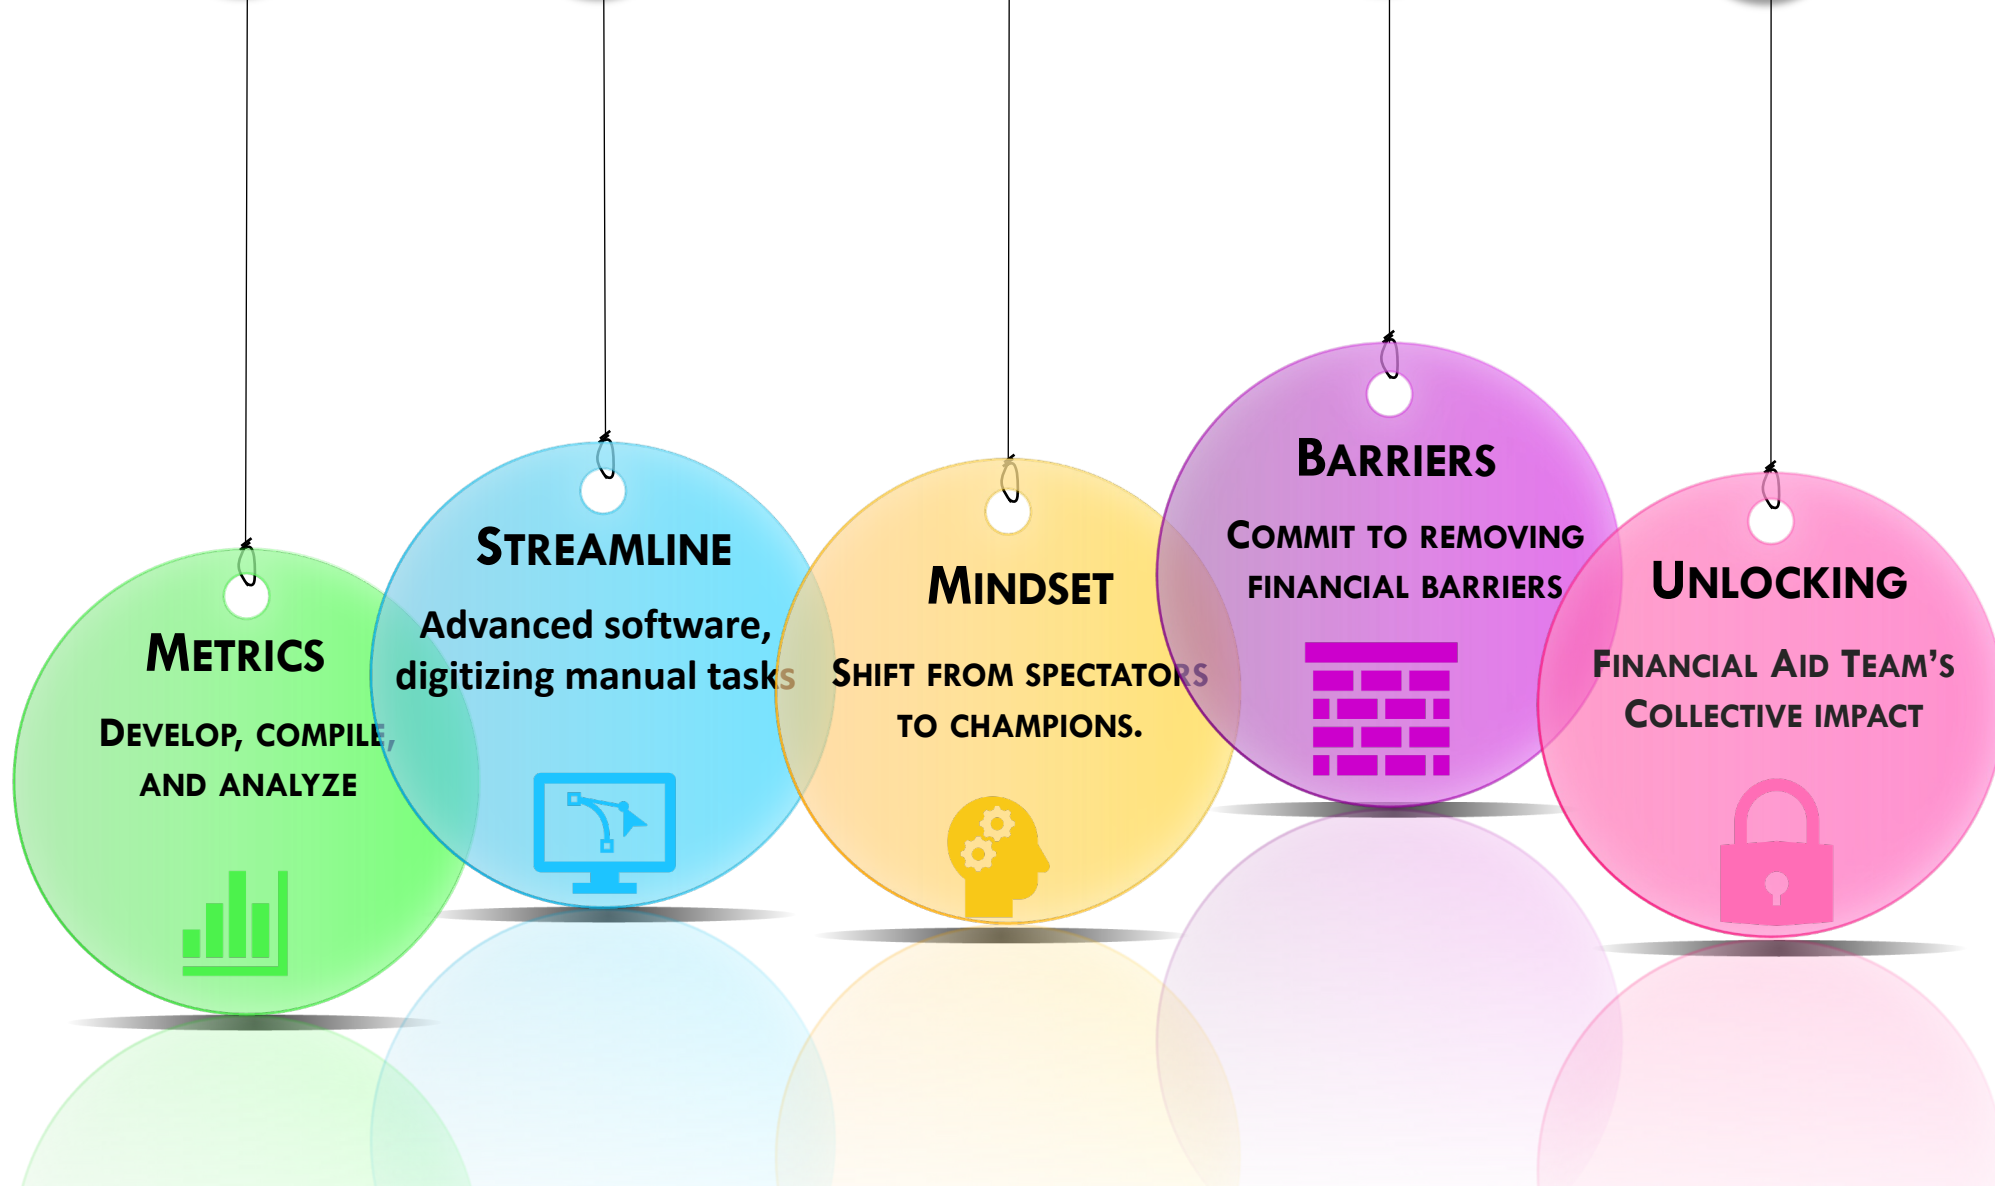 METRICS
DEVELOP, COMPILE,
AND ANALYZE
STREAMLINE
Advanced software,
digitizing manual tasks
MINDSET
SHIFT FROM SPECTATORS
TO CHAMPIONS.
BARRIERS
COMMIT TO REMOVING
FINANCIAL BARRIERS
UNLOCKING
FINANCIAL AID TEAM'S
COLLECTIVE IMPACT